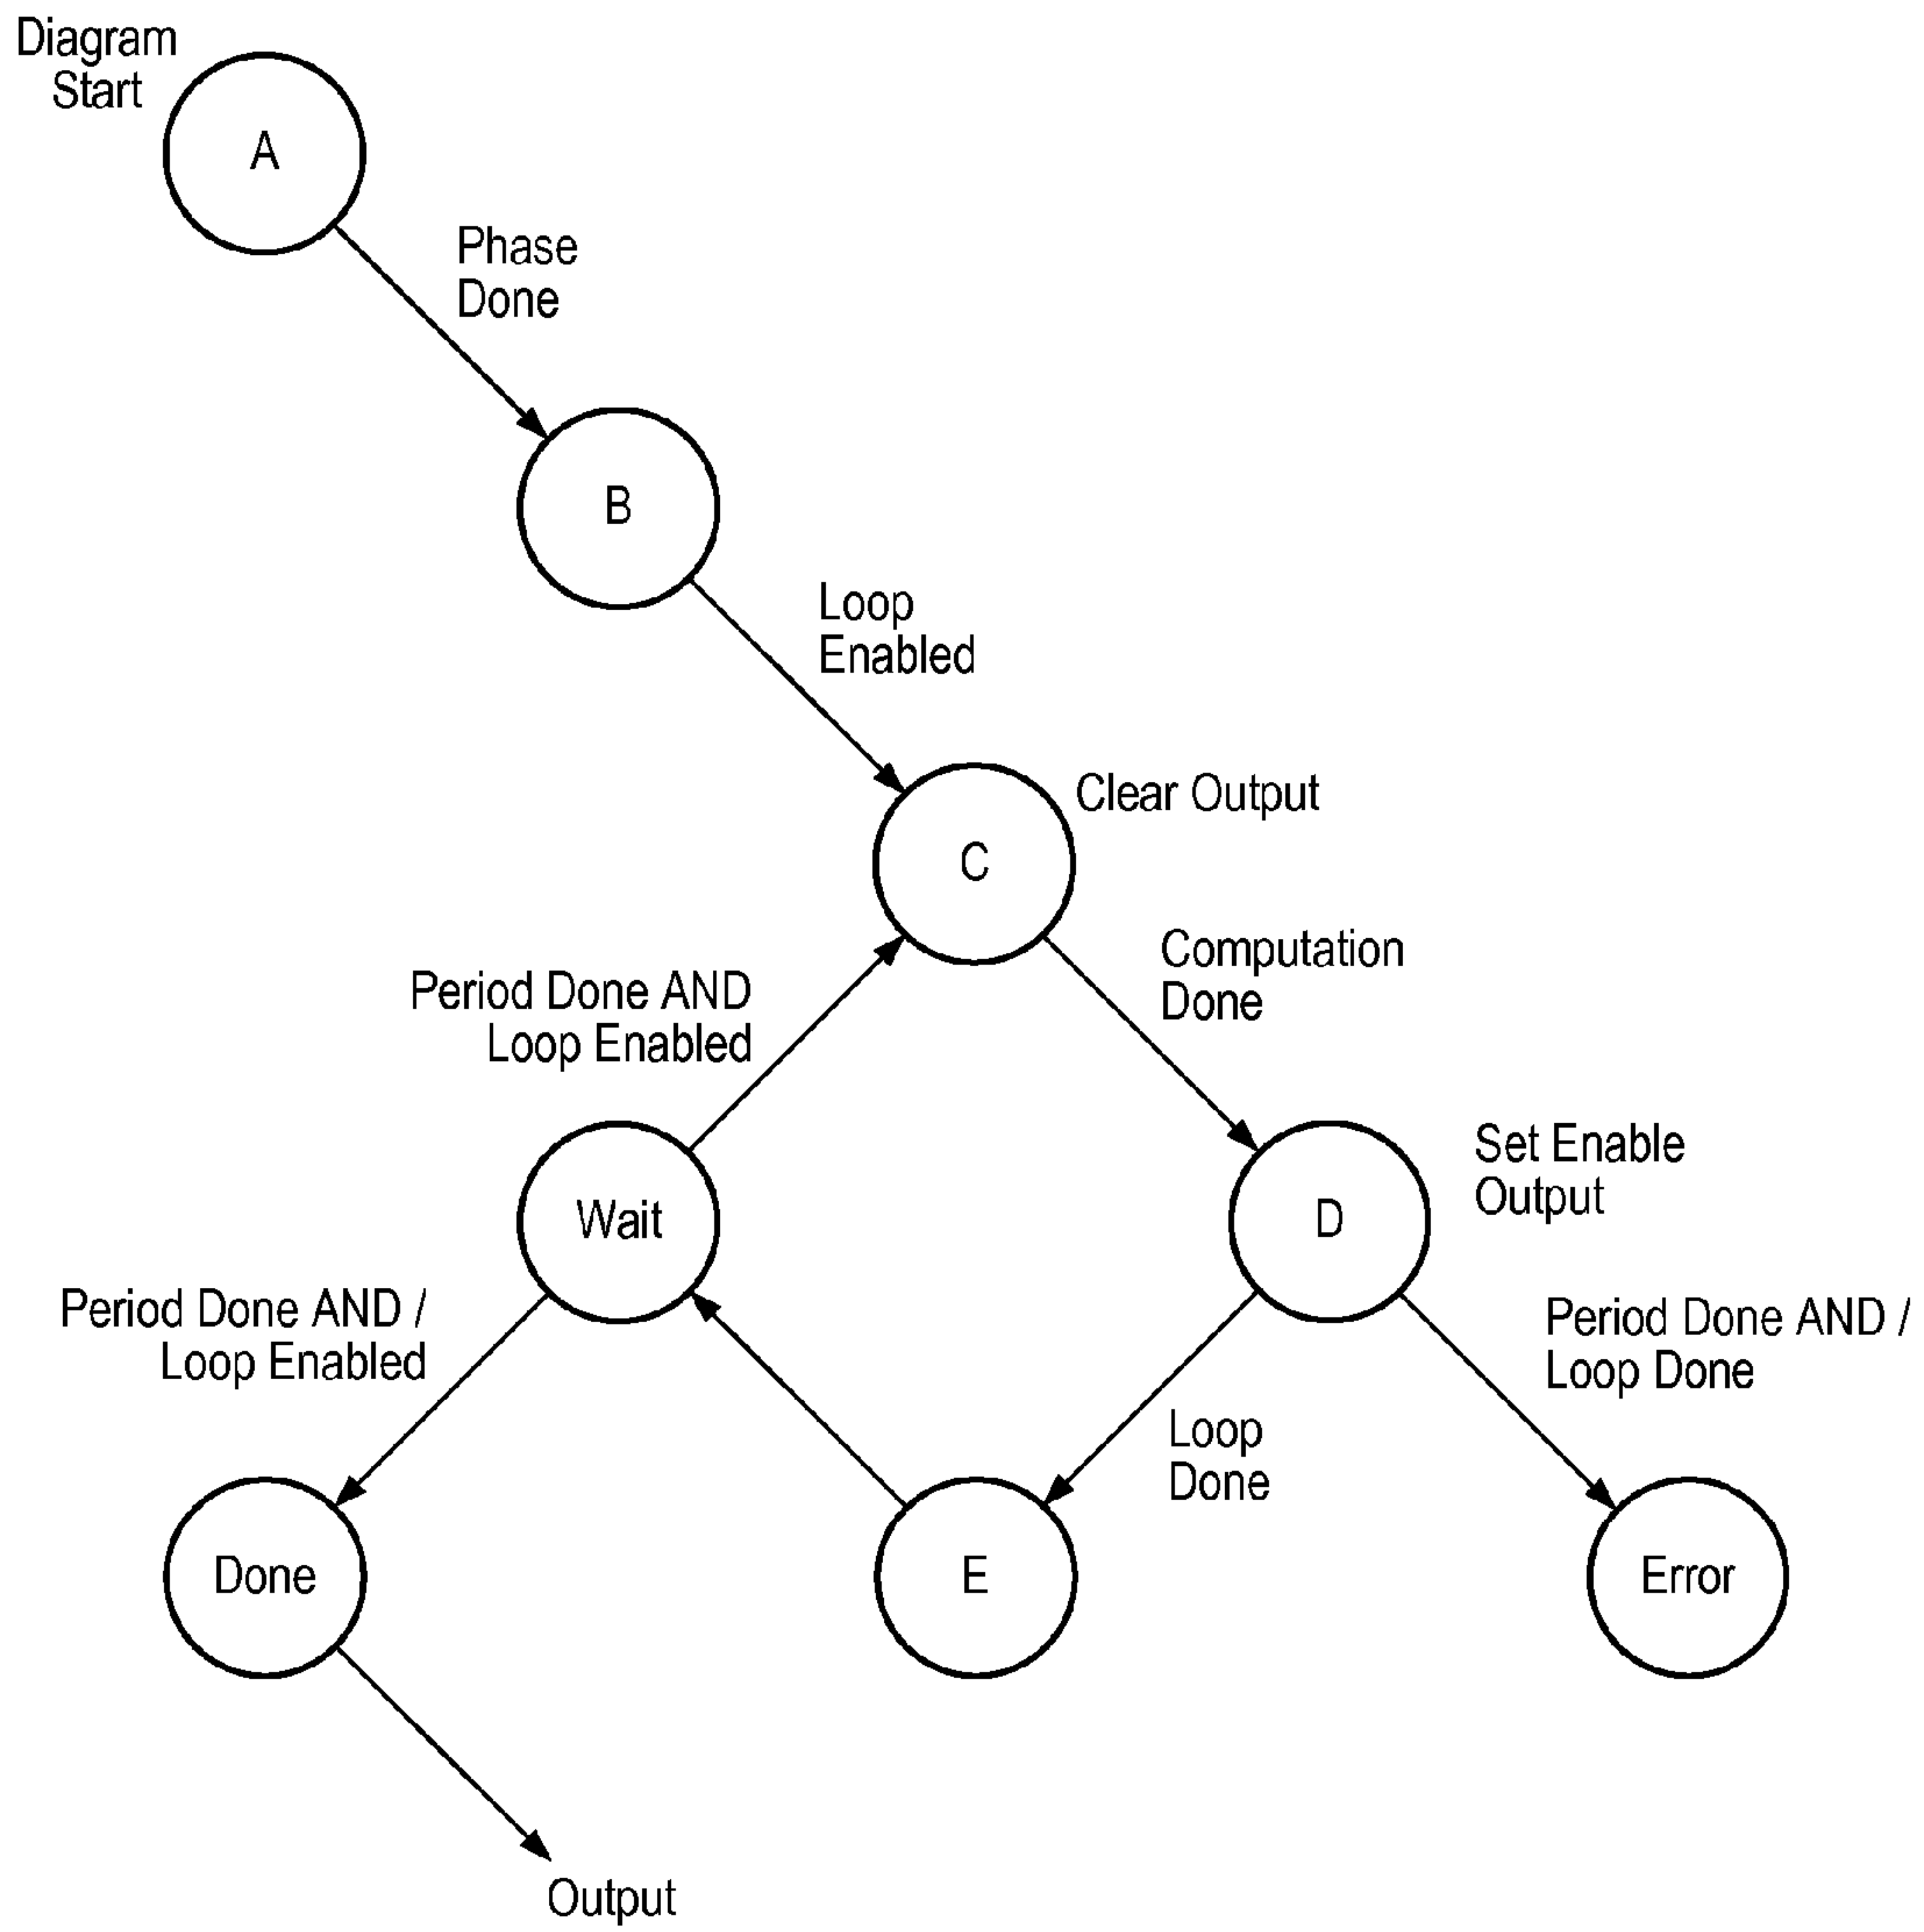 Diagram
Start
A
Phase
Done
B
Loop
Enabled
Clear Output
C
Computation
Done
Period Done AND
Loop Enabled
Set Enable
Output
Wait
D
Period Done AND /
Loop Enabled
Period Done AND /
Loop Done
Loop
Done
Done
E
Error
Output